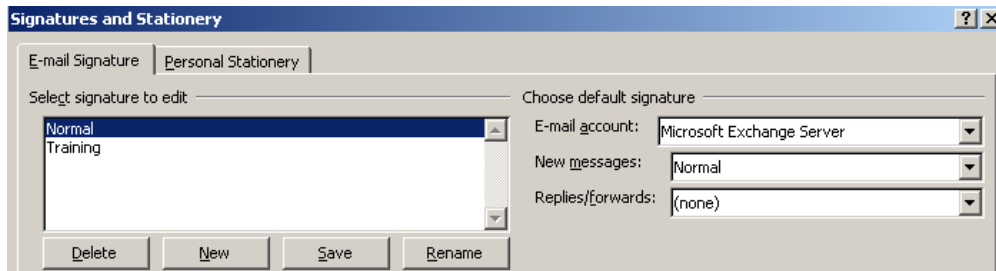 Signatures and Stationery
E-mail Signature Personal Stationery
Select signature to edit
Normal
Training
Delete New Save Rename
Choose default signature
E-mail account: Microsoft Exchange Server
New messages: Normal
Replies/forwards: (none)